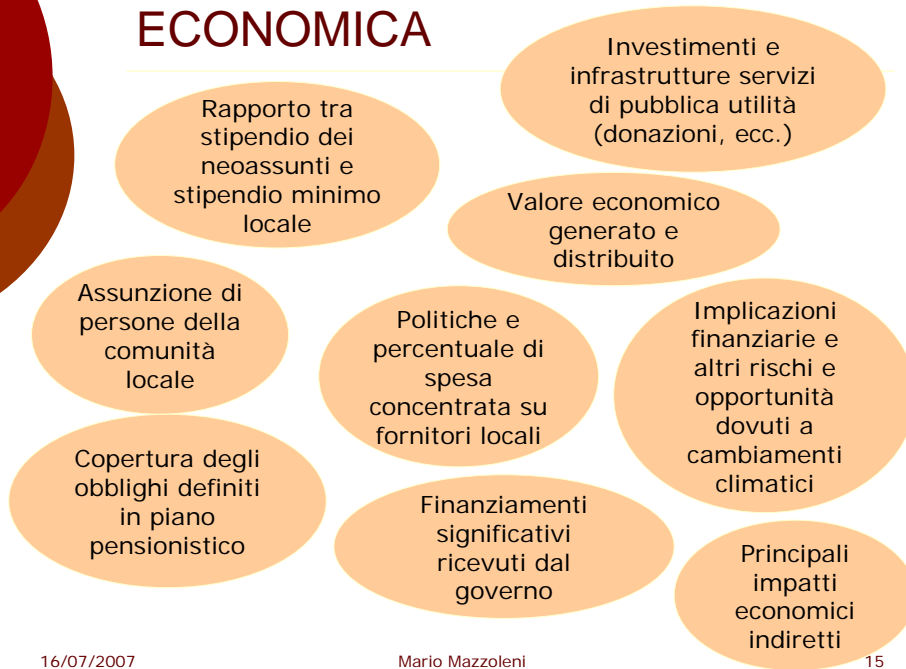 ECONOMICA
Investimenti e
infrastrutture servizi
di pubblica utilità
(donazioni, ecc.)
Rapporto tra
stipendio dei
neoassunti e
stipendio minimo
locale
Valore economico
generato e
distribuito
Assunzione di
persone della
comunità
locale
Politiche e
percentuale di
spesa
concentrata su
fornitori locali
Implicazioni
finanziarie e
altri rischi e
opportunità
dovuti a
cambiamenti
climatici
Copertura degli
obblighi definiti
in piano
pensionistico
Finanziamenti
significativi
ricevuti dal
governo
Principali
impatti
economici
indiretti
16/07/2007 Mario Mazzoleni 15